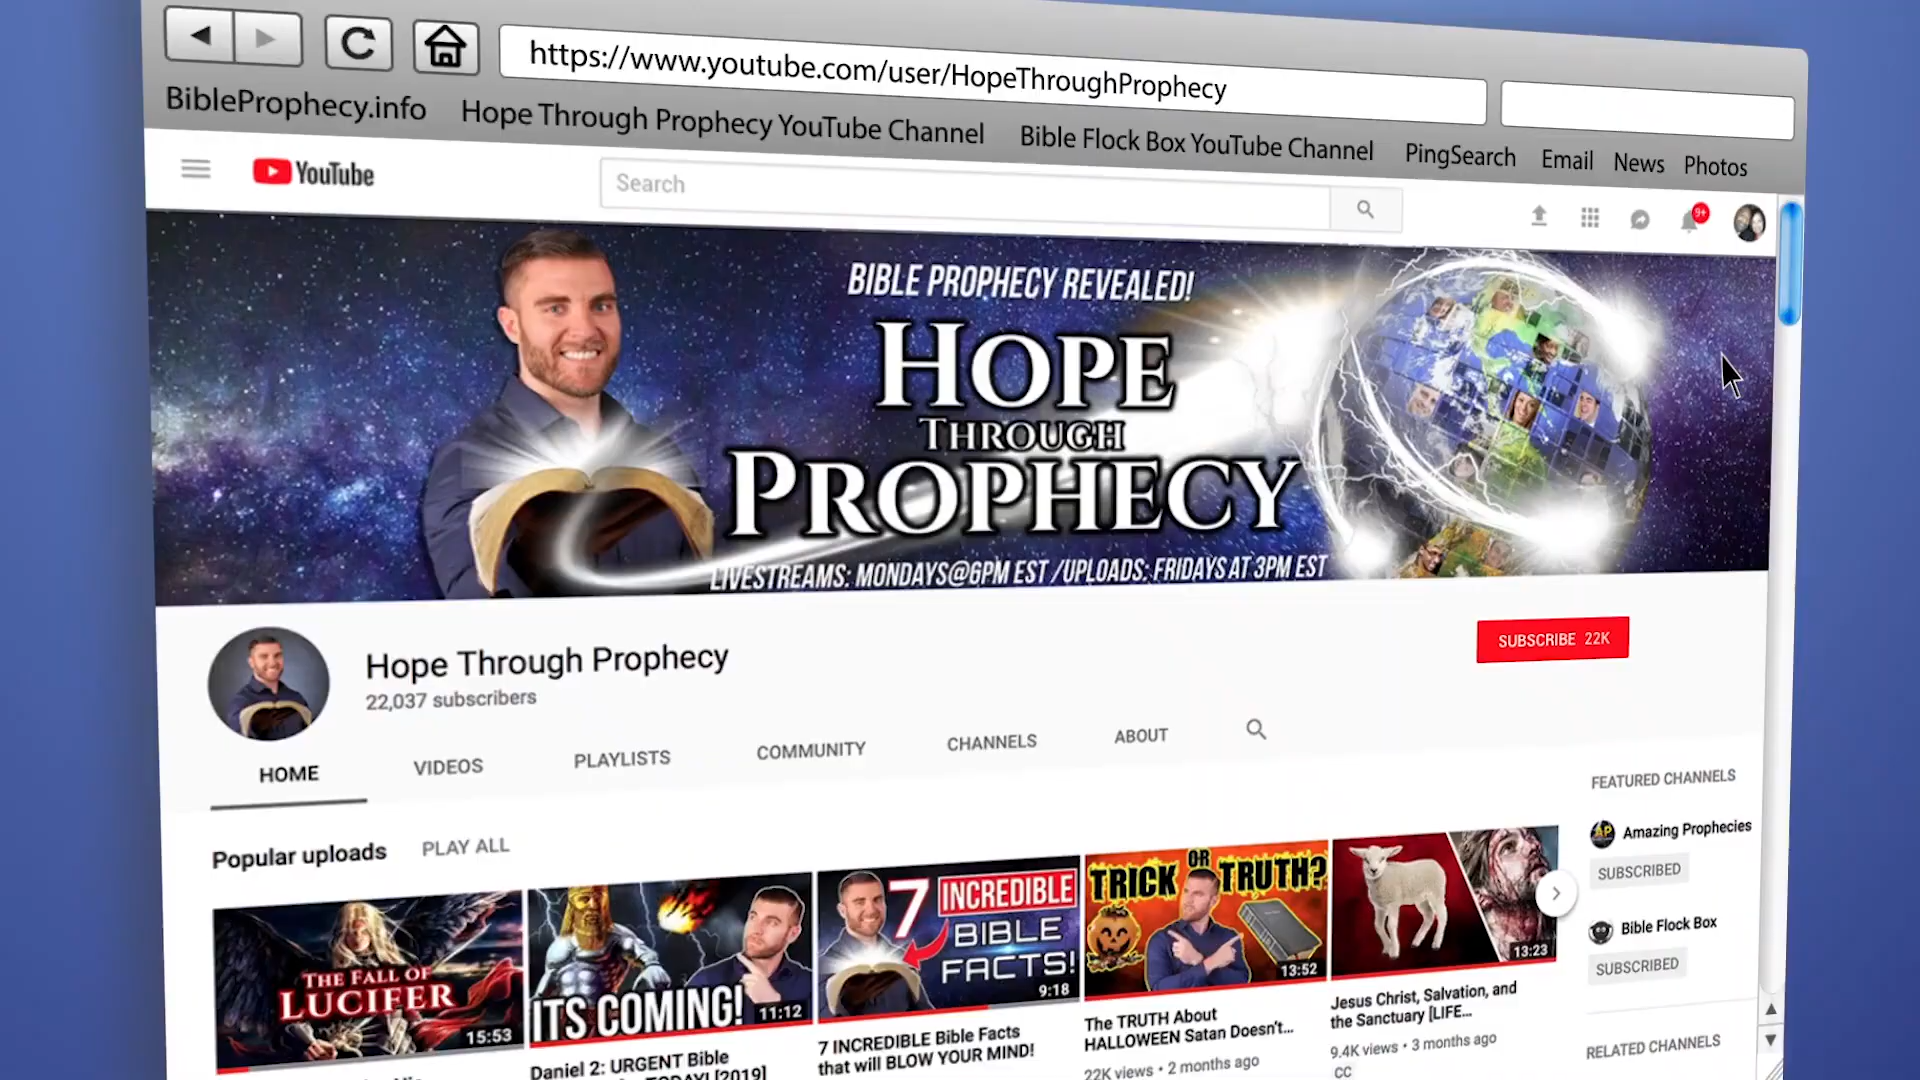 https://www.youtube.com/user/HopeThroughProphecy
BibleProphecy.info Hope Through Prophecy YouTube Channel Bible Flock Box YouTube Channel PingSearch Email News Photos
YouTube
Search
9+
BIBLE PROPHECY REVEALED!
HOPE
THROUGH
PROPHECY
LIVESTREAMS: MONDAYS@6PM EST /UPLOADS: FRIDAYS AT 3PM EST
Hope Through Prophecy
22,037 subscribers
SUBSCRIBE 22K
HOME VIDEOS PLAYLISTS COMMUNITY CHANNELS ABOUT
Popular uploads PLAY ALL
THE FALL OF
LUCIFER
15:53
ITS COMING!
11:12
Daniel 2: URGENT Bible
TODAY! [2019]
7 INCREDIBLE
BIBLE
FACTS!
9:18
7 INCREDIBLE Bible Facts
that will BLOW YOUR MIND!
TRICK OR TRUTH?
13:52
The TRUTH About
HALLOWEEN Satan Doesn't...
22K views • 2 months ago
13:23
Jesus Christ, Salvation, and
the Sanctuary [LIFE...
9.4K views • 3 months ago
CC
FEATURED CHANNELS
AP
Amazing Prophecies
SUBSCRIBED
Bible Flock Box
SUBSCRIBED
RELATED CHANNELS